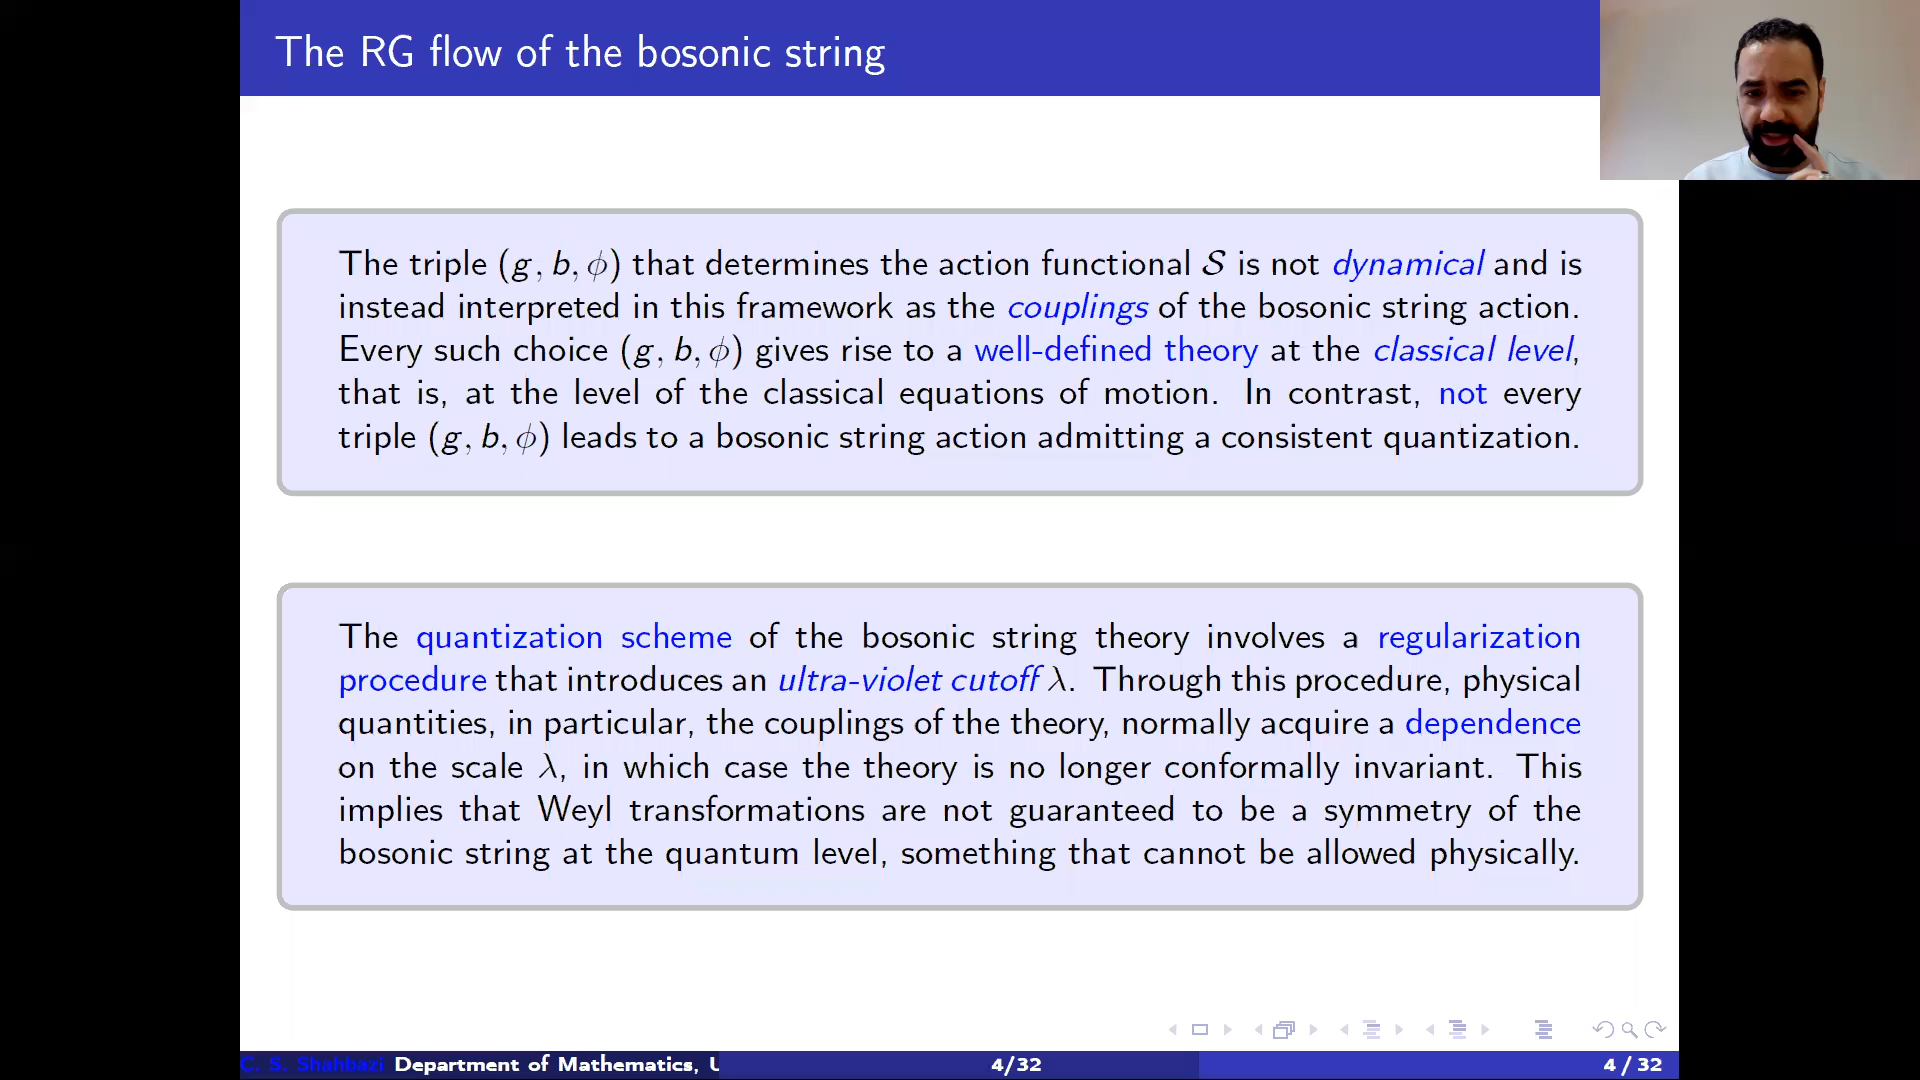 The RG flow of the bosonic string
The triple (g, b, ϕ) that determines the action functional 𝒮 is not dynamical and is
instead interpreted in this framework as the couplings of the bosonic string action.
Every such choice (g, b, ϕ) gives rise to a well-defined theory at the classical level,
that is, at the level of the classical equations of motion. In contrast, not every
triple (g, b, ϕ) leads to a bosonic string action admitting a consistent quantization.
The quantization scheme of the bosonic string theory involves a regularization
procedure that introduces an ultra-violet cutoff λ. Through this procedure, physical
quantities, in particular, the couplings of the theory, normally acquire a dependence
on the scale λ, in which case the theory is no longer conformally invariant. This
implies that Weyl transformations are not guaranteed to be a symmetry of the
bosonic string at the quantum level, something that cannot be allowed physically.
C. S. Shahbazi Department of Mathematics, U 4/32 4 / 32